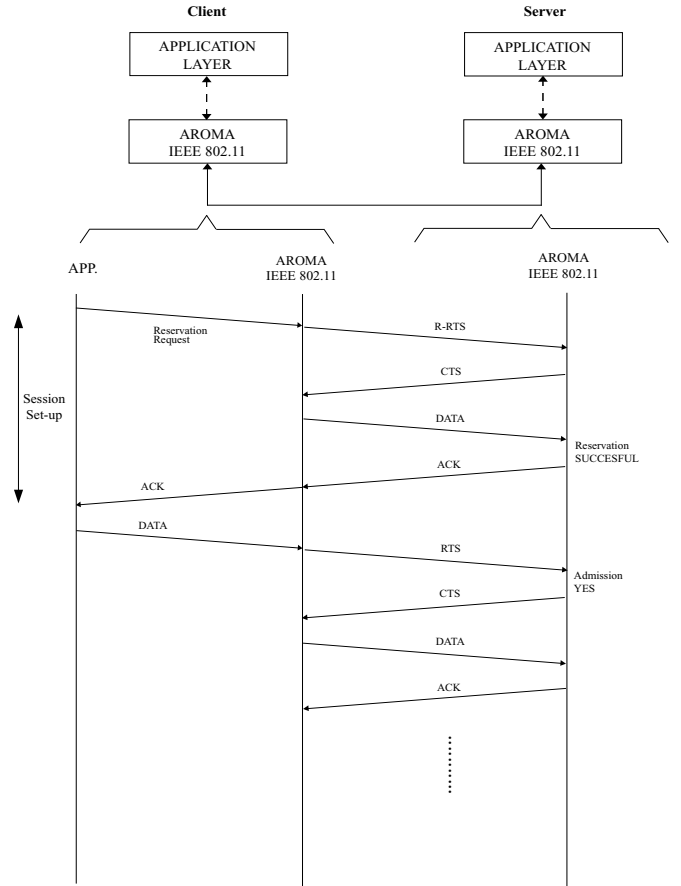 Client
Server
APPLICATION
LAYER
APPLICATION
LAYER
AROMA
IEEE 802.11
AROMA
IEEE 802.11
APP.
AROMA
IEEE 802.11
AROMA
IEEE 802.11
Reservation
Request
R-RTS
CTS
Session
Set-up
DATA
Reservation
SUCCESFUL
ACK
ACK
DATA
RTS
Admission
YES
CTS
DATA
ACK